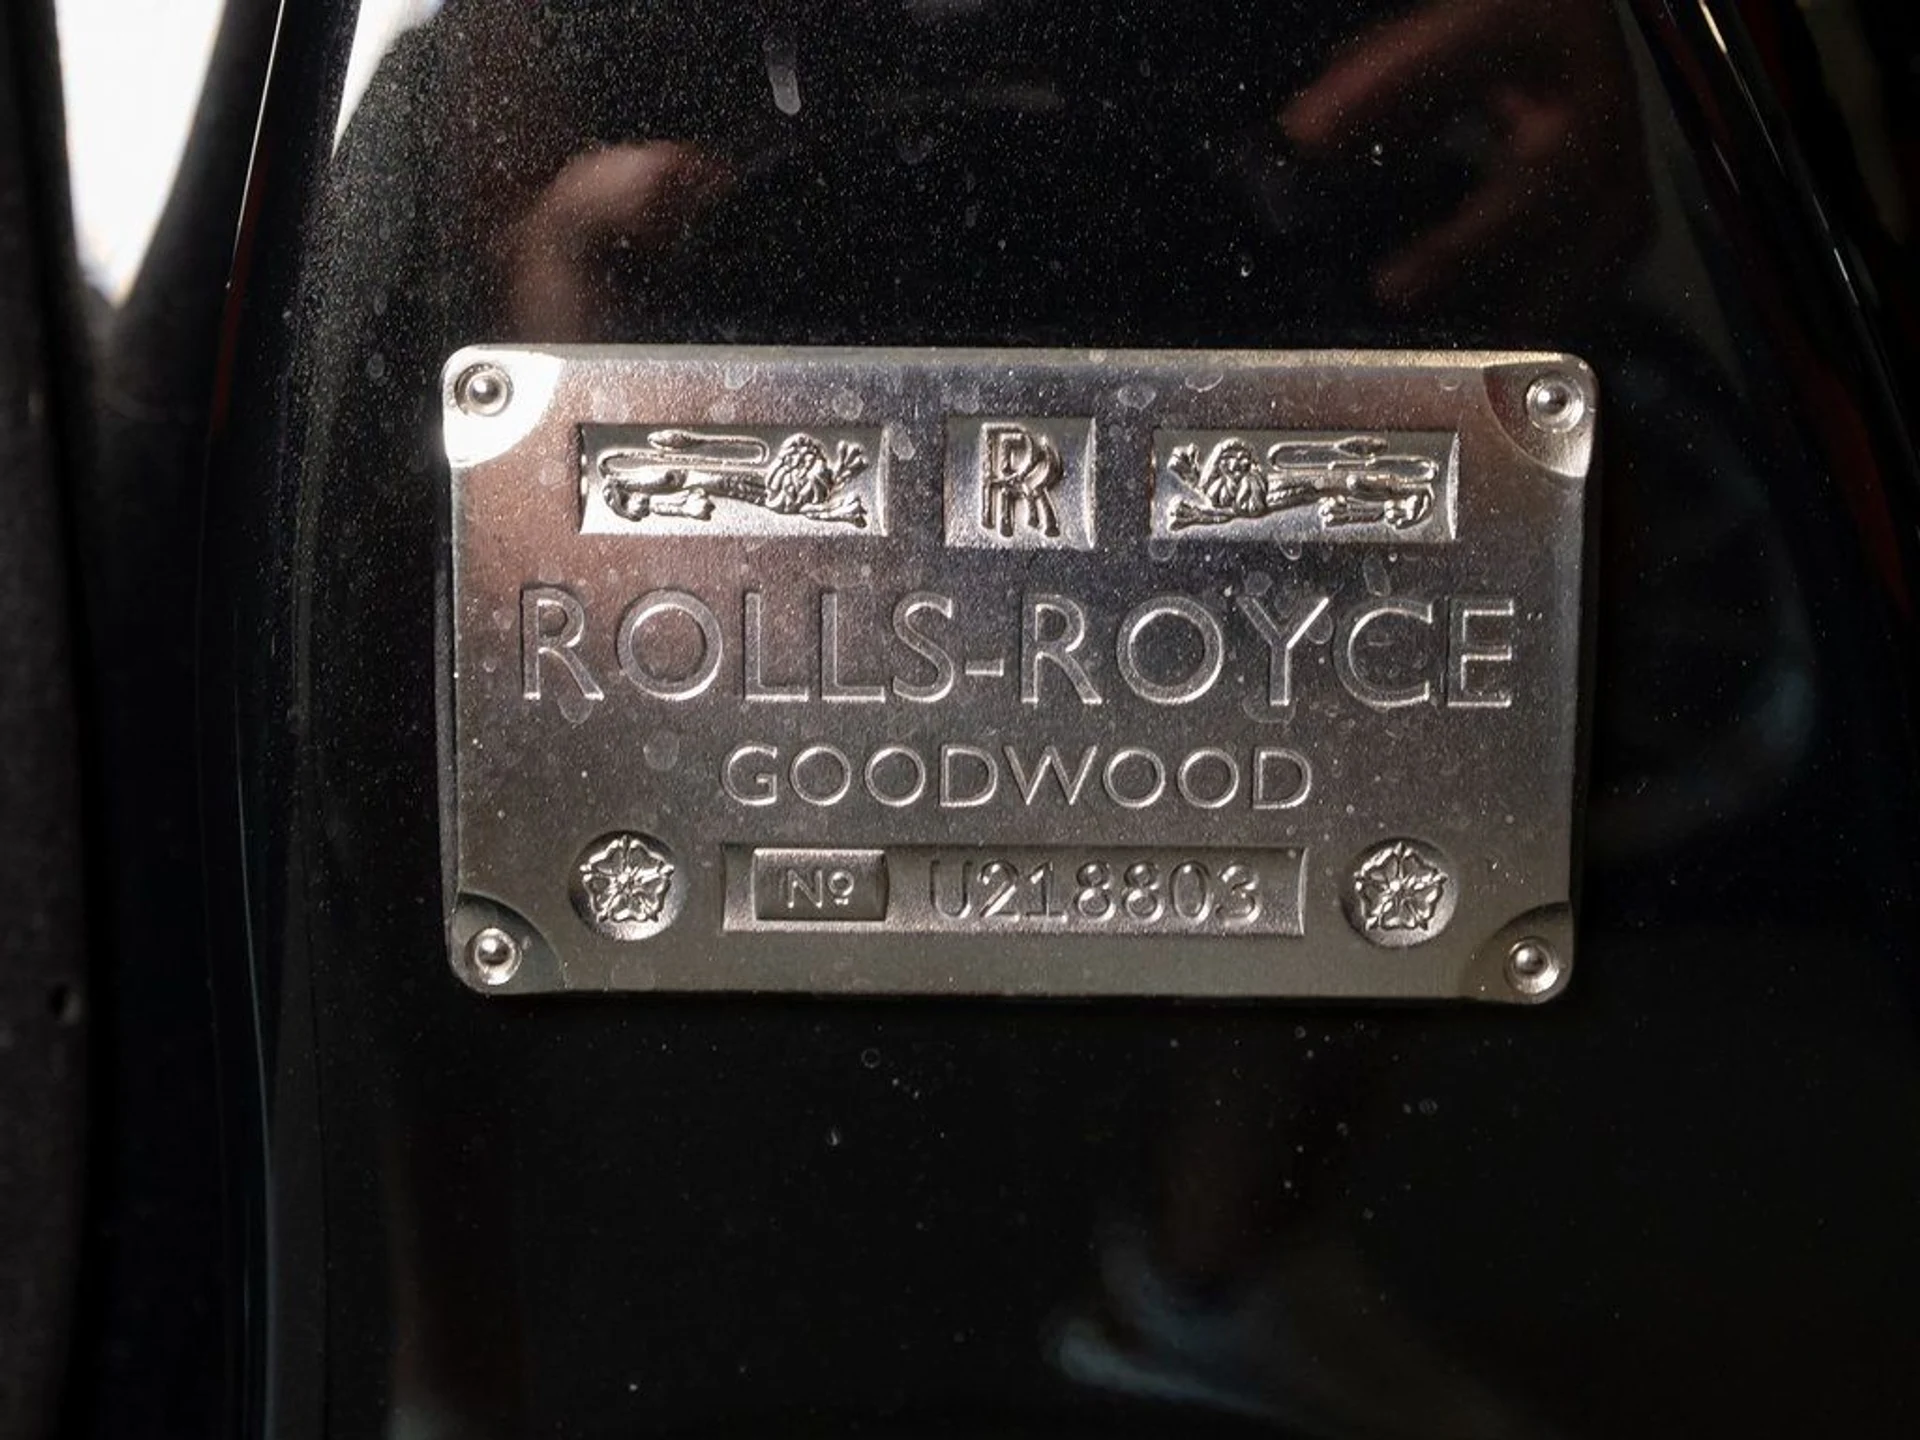 RR
ROLLS-ROYCE
GOODWOOD
Nº U218803